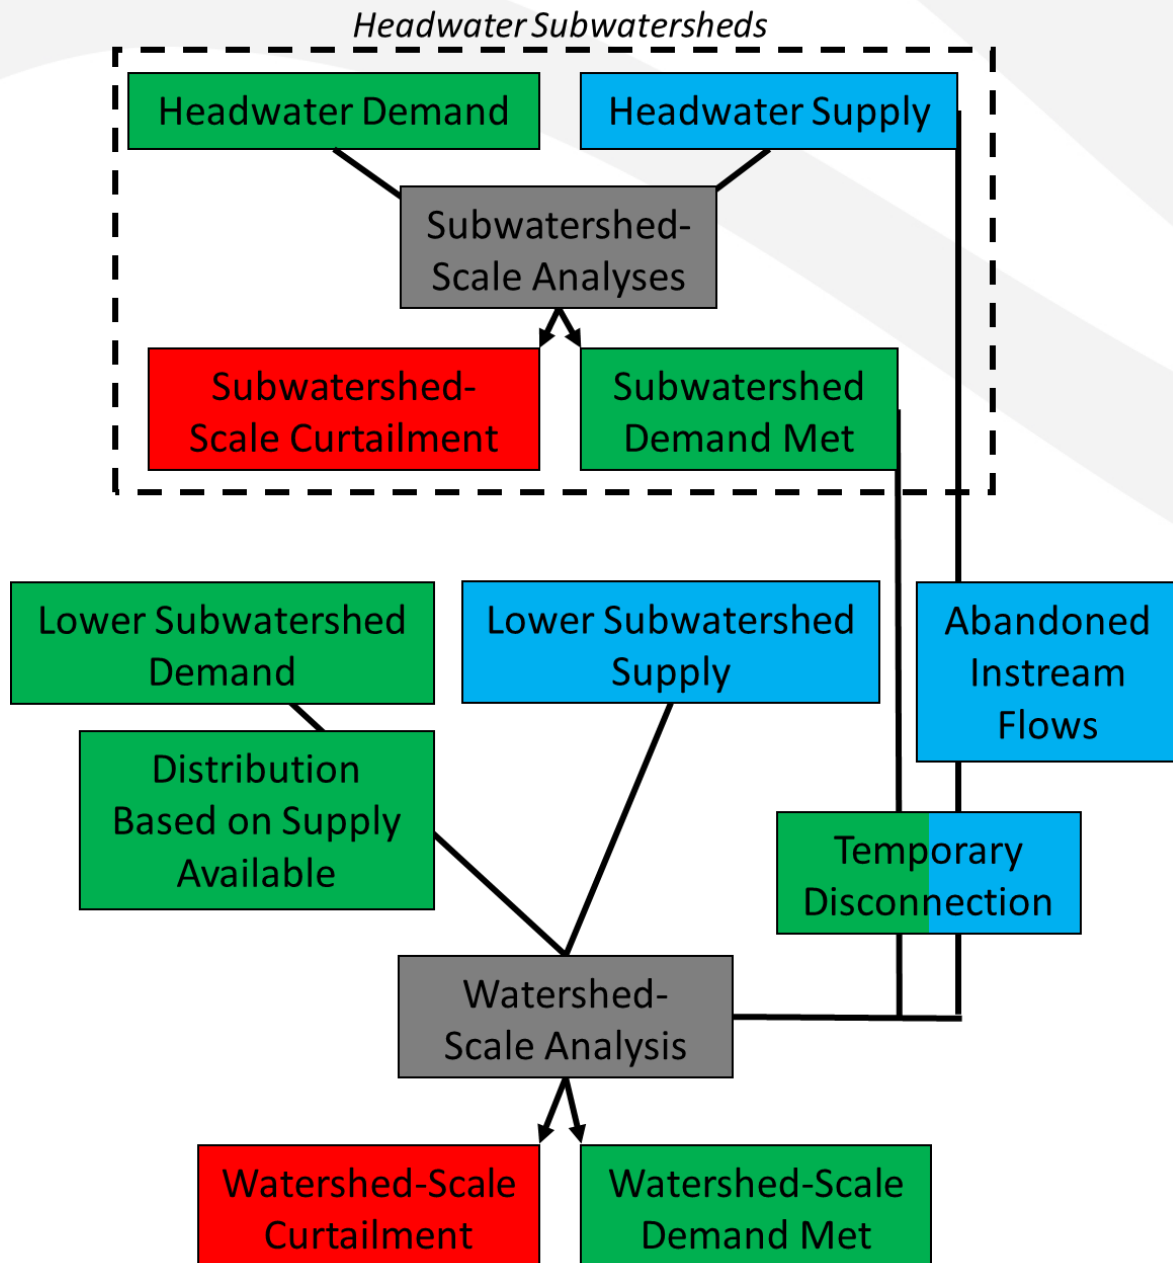 Headwater Subwatersheds
Headwater Demand
Headwater Supply
Subwatershed-
Scale Analyses
Subwatershed-
Scale Curtailment
Subwatershed
Demand Met
Lower Subwatershed
Demand
Lower Subwatershed
Supply
Abandoned
Instream
Flows
Distribution
Based on Supply
Available
Temporary
Disconnection
Watershed-
Scale Analysis
Watershed-Scale
Curtailment
Watershed-Scale
Demand Met